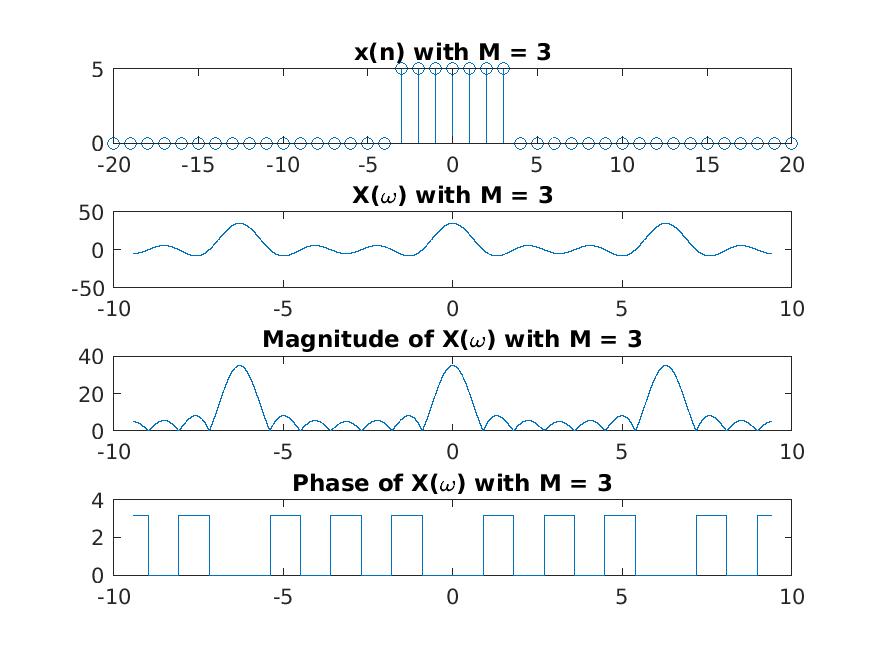 x(n) with M = 3
5
0
-20 -15 -10 -5 0 5 10 15 20
X(ω) with M = 3
50
0
-50
-10 -5 0 5 10
Magnitude of X(ω) with M = 3
40
20
0
-10 -5 0 5 10
Phase of X(ω) with M = 3
4
2
0
-10 -5 0 5 10